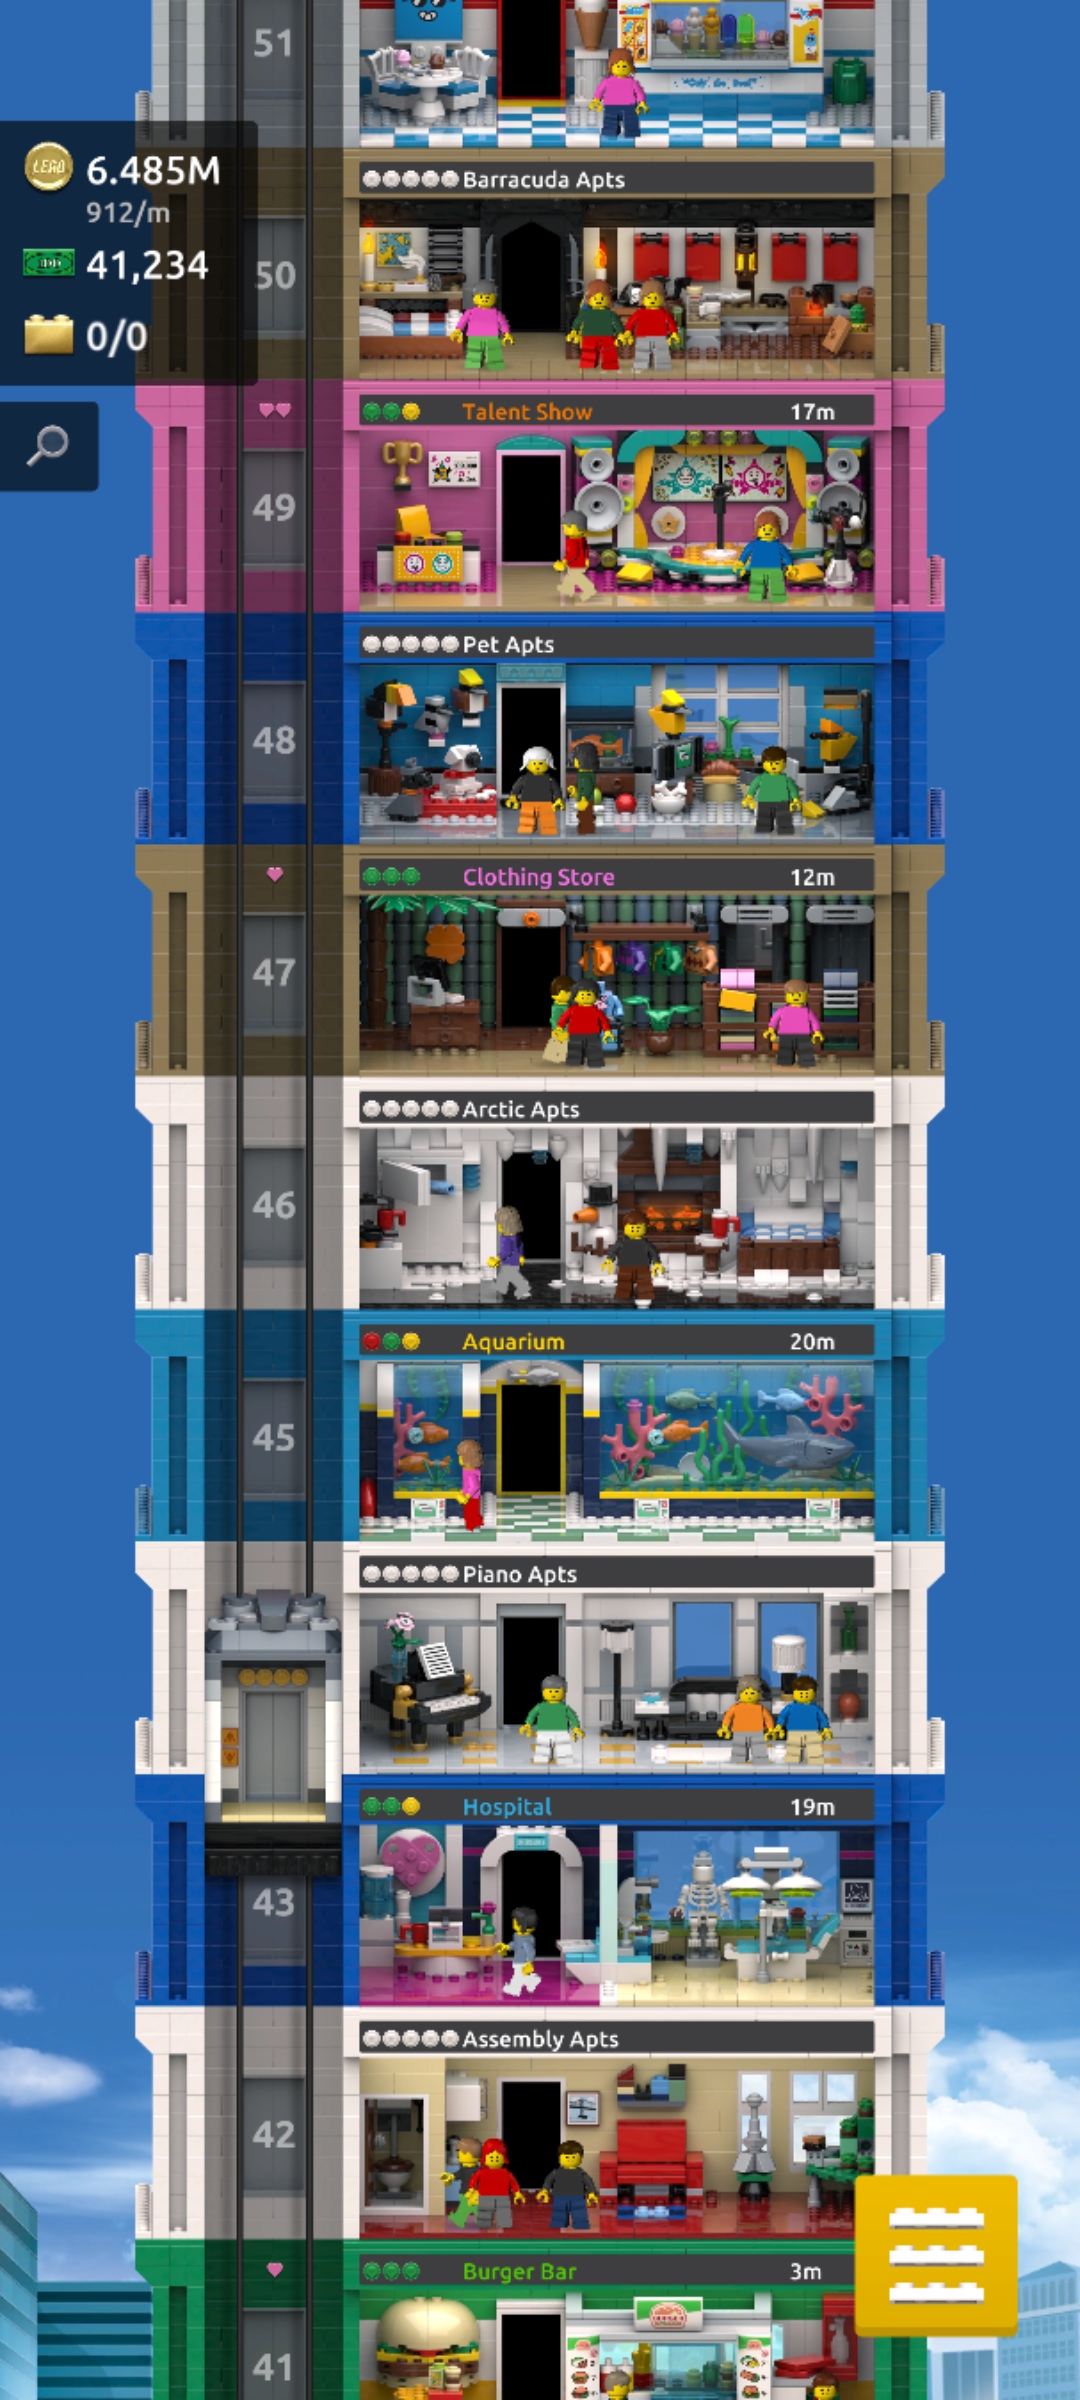 51
LEGO
6.485M
912/m
41,234
0/0
Barracuda Apts
50
Talent Show 17m
49
Pet Apts
48
Clothing Store 12m
47
Arctic Apts
46
Aquarium 20m
45
Piano Apts
Hospital 19m
43
Assembly Apts
42
Burger Bar 3m
41